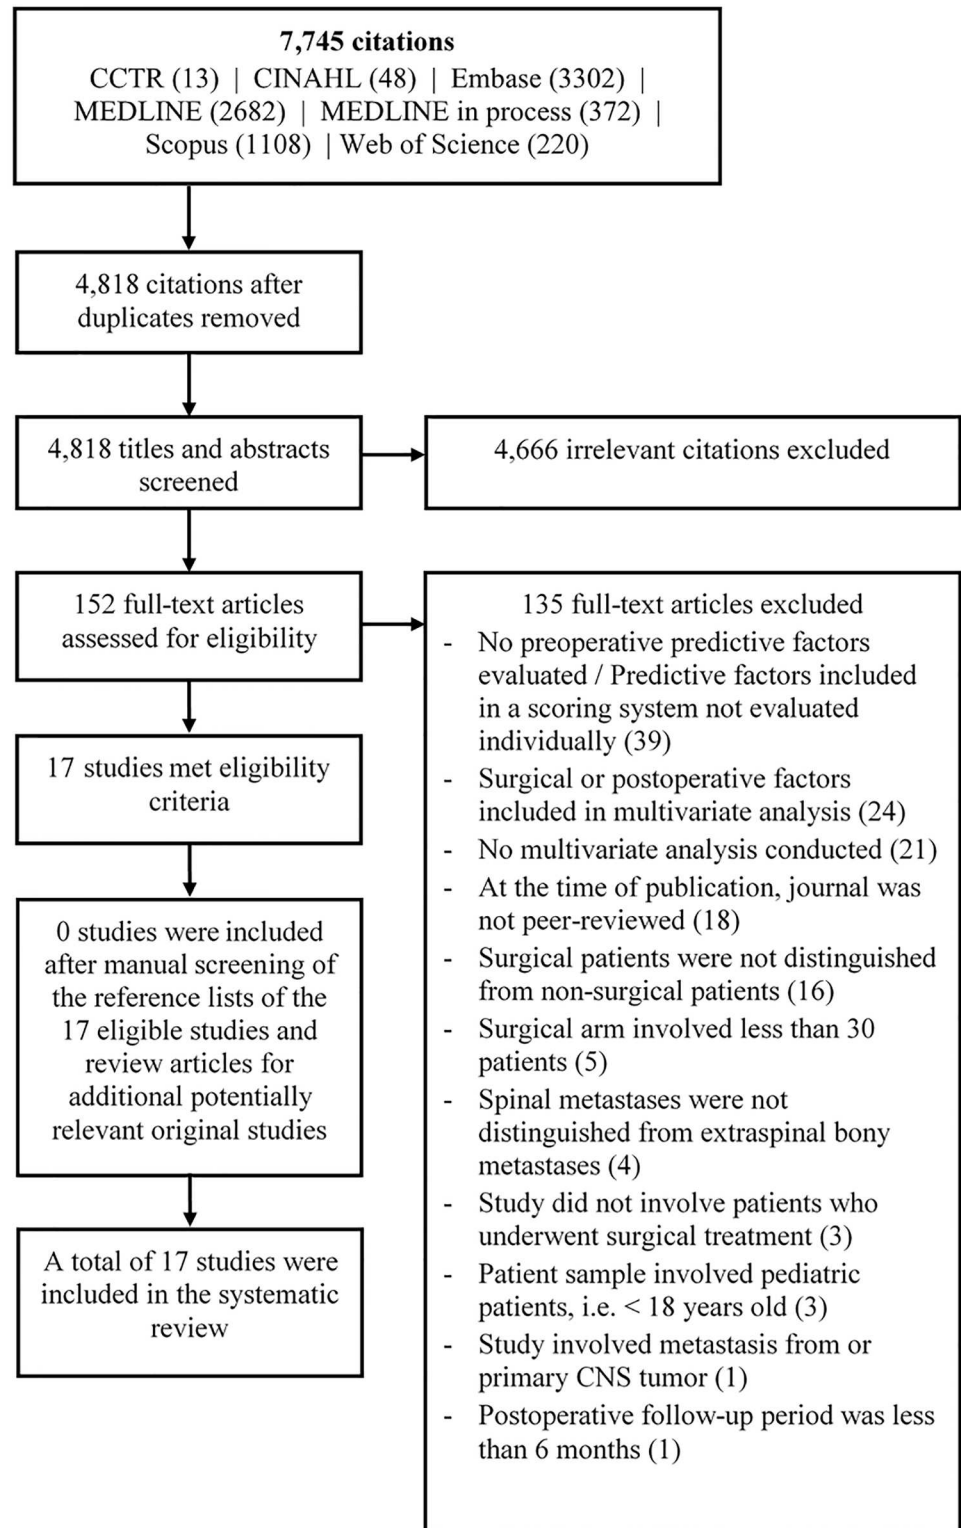 7,745 citations
CCTR (13) | CINAHL (48) | Embase (3302) |
MEDLINE (2682) | MEDLINE in process (372) |
Scopus (1108) | Web of Science (220)
4,818 citations after
duplicates removed
4,818 titles and abstracts
screened
4,666 irrelevant citations excluded
152 full-text articles
assessed for eligibility
135 full-text articles excluded
- No preoperative predictive factors
evaluated / Predictive factors included
in a scoring system not evaluated
individually (39)
- Surgical or postoperative factors
included in multivariate analysis (24)
- No multivariate analysis conducted (21)
- At the time of publication, journal was
not peer-reviewed (18)
- Surgical patients were not distinguished
from non-surgical patients (16)
- Surgical arm involved less than 30
patients (5)
- Spinal metastases were not
distinguished from extraspinal bony
metastases (4)
- Study did not involve patients who
underwent surgical treatment (3)
- Patient sample involved pediatric
patients, i.e. < 18 years old (3)
- Study involved metastasis from or
primary CNS tumor (1)
- Postoperative follow-up period was less
than 6 months (1)
17 studies met eligibility
criteria
0 studies were included
after manual screening of
the reference lists of the
17 eligible studies and
review articles for
additional potentially
relevant original studies
A total of 17 studies were
included in the systematic
review